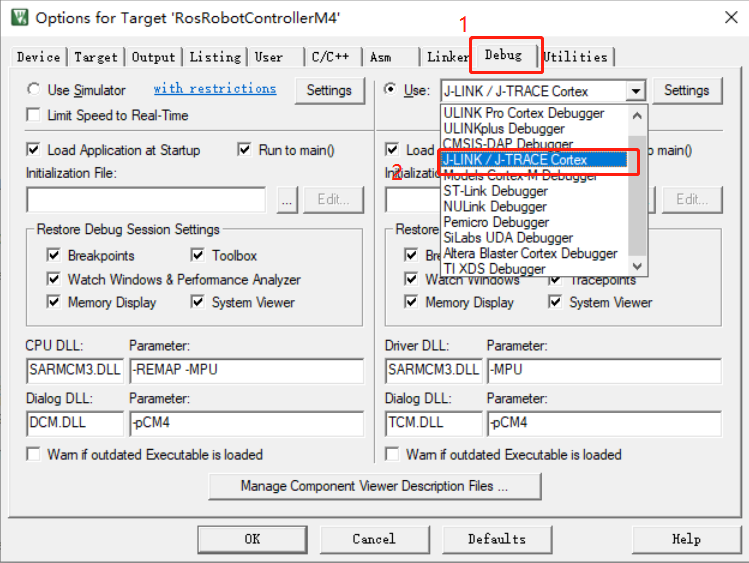 Options for Target 'RosRobotControllerM4'
1
Device Target Output Listing User C/C++ Asm Linker Debug Utilities
Use Simulator with restrictions Settings
Limit Speed to Real-Time
Load Application at Startup Run to main()
Initialization File:
... Edit...
Restore Debug Session Settings
Breakpoints Toolbox
Watch Windows & Performance Analyzer
Memory Display System Viewer
CPU DLL: Parameter:
SARMCM3.DLL -REMAP -MPU
Dialog DLL: Parameter:
DCM.DLL -pCM4
Warn if outdated Executable is loaded
Use: J-LINK / J-TRACE Cortex Settings
ULINK Pro Cortex Debugger
ULINKplus Debugger
CMSIS-DAP Debugger
Load J-LINK / J-TRACE Cortex main()
2
Models Cortex-M Debugger
ST-Link Debugger
NULink Debugger
Edit...
Pemicro Debugger
SiLabs UDA Debugger
Altera Blaster Cortex Debugger
TI XDS Debugger
Watch Windows Tracepoints
Memory Display System Viewer
Driver DLL: Parameter:
SARMCM3.DLL -MPU
Dialog DLL: Parameter:
TCM.DLL -pCM4
Warn if outdated Executable is loaded
Manage Component Viewer Description Files ...
OK Cancel Defaults Help